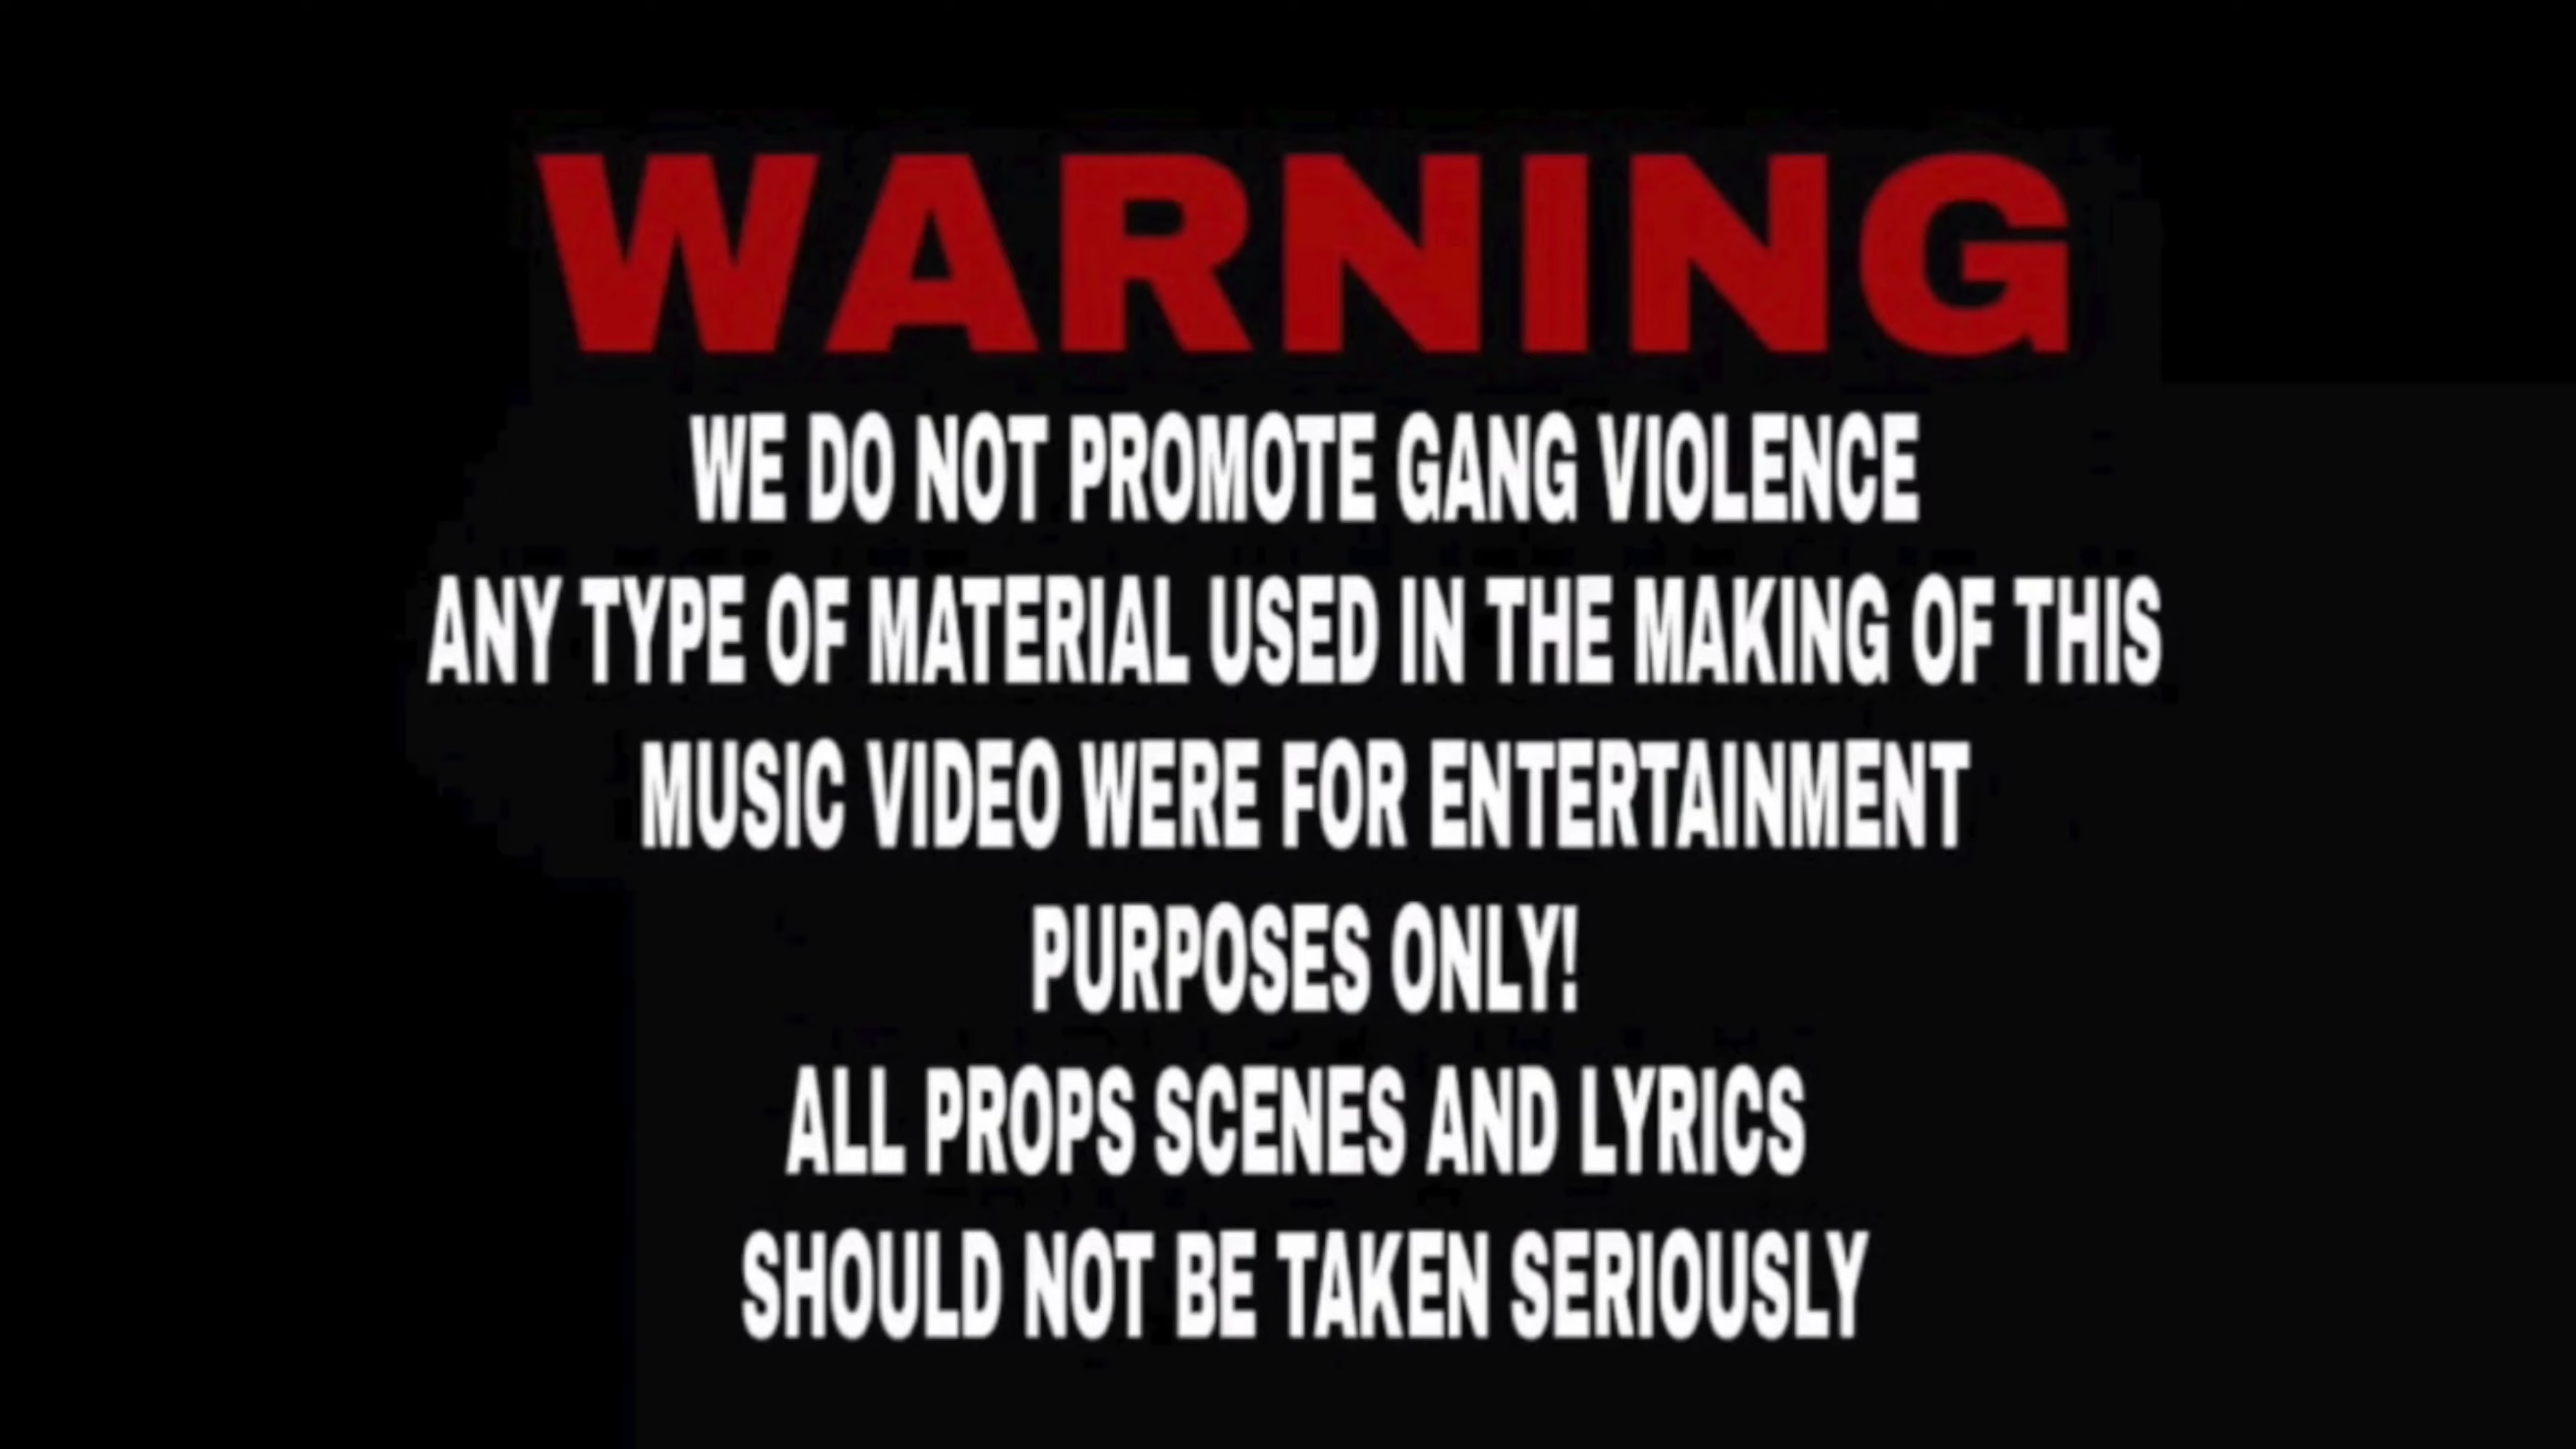 WARNING
WE DO NOT PROMOTE GANG VIOLENCE
ANY TYPE OF MATERIAL USED IN THE MAKING OF THIS
MUSIC VIDEO WERE FOR ENTERTAINMENT
PURPOSES ONLY!
ALL PROPS SCENES AND LYRICS
SHOULD NOT BE TAKEN SERIOUSLY